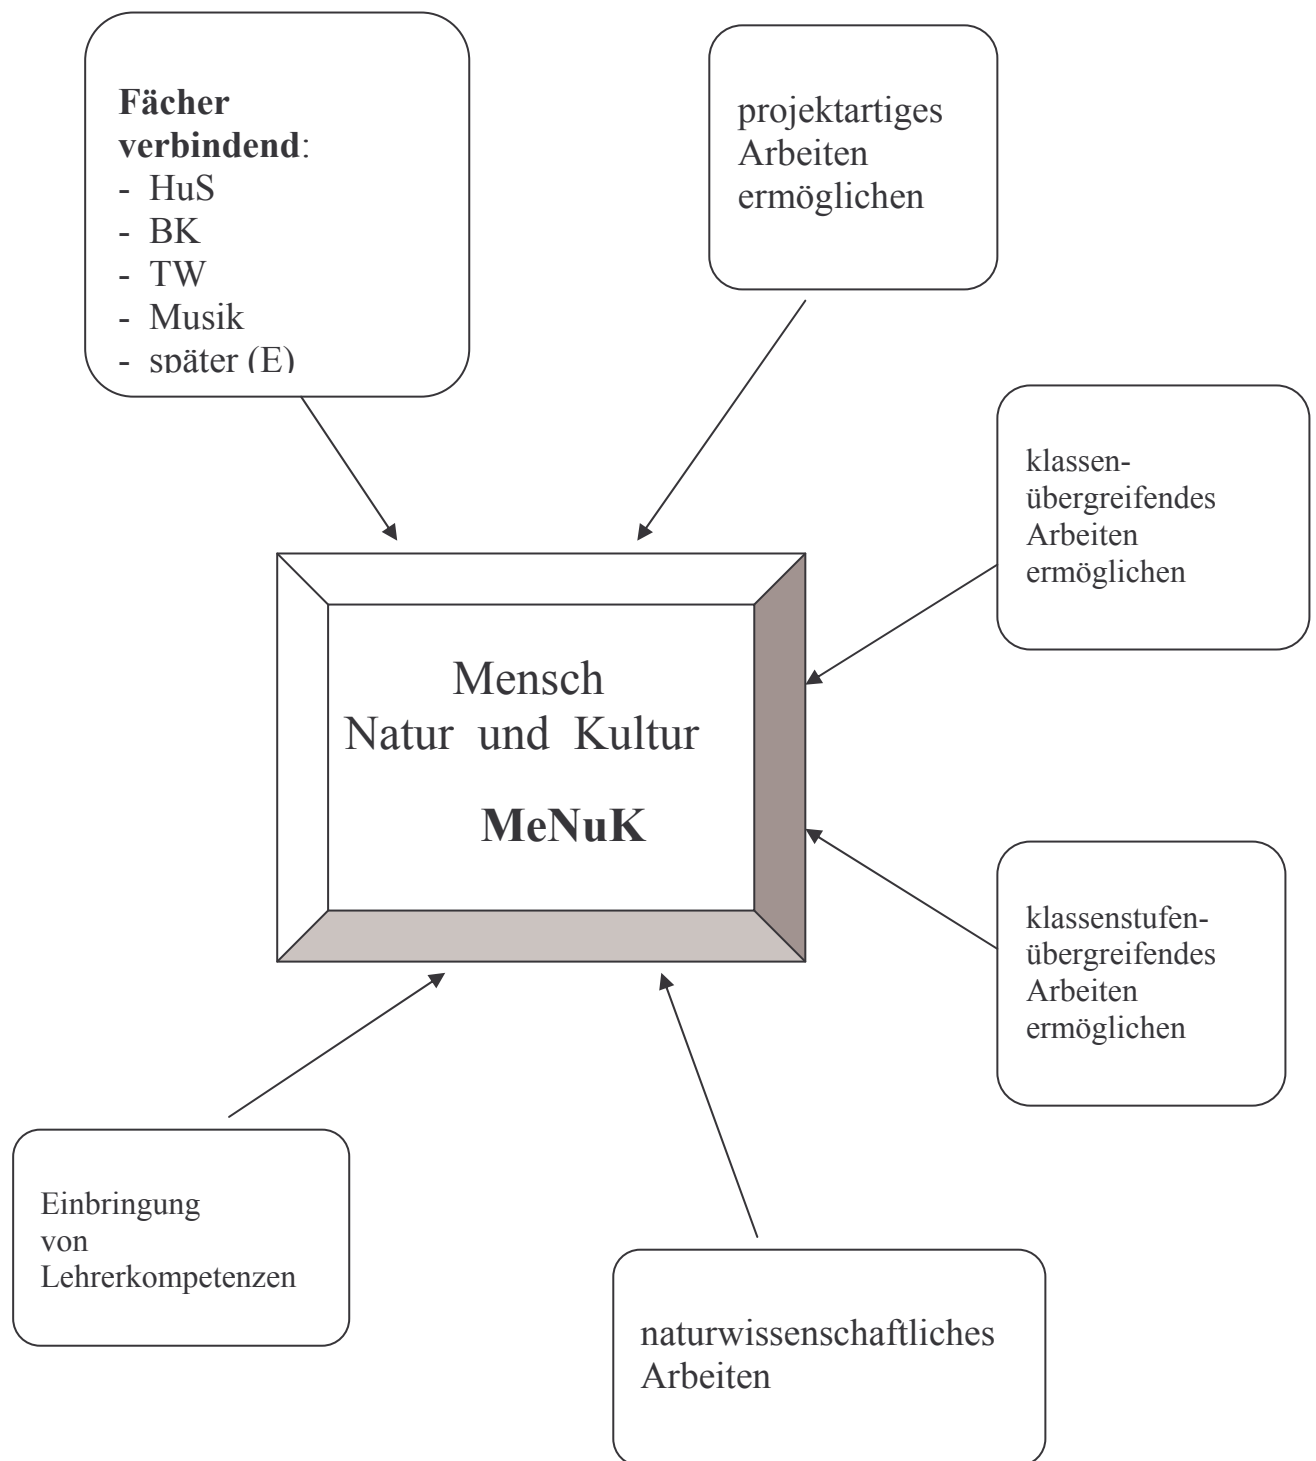 Fächer
verbindend:
- HuS
- BK
- TW
- Musik
- später (E)
projektartiges
Arbeiten
ermöglichen
klassen-
übergreifendes
Arbeiten
ermöglichen
Mensch
Natur und Kultur
MeNuK
klassenstufen-
übergreifendes
Arbeiten
ermöglichen
Einbringung
von
Lehrerkompetenzen
naturwissenschaftliches
Arbeiten